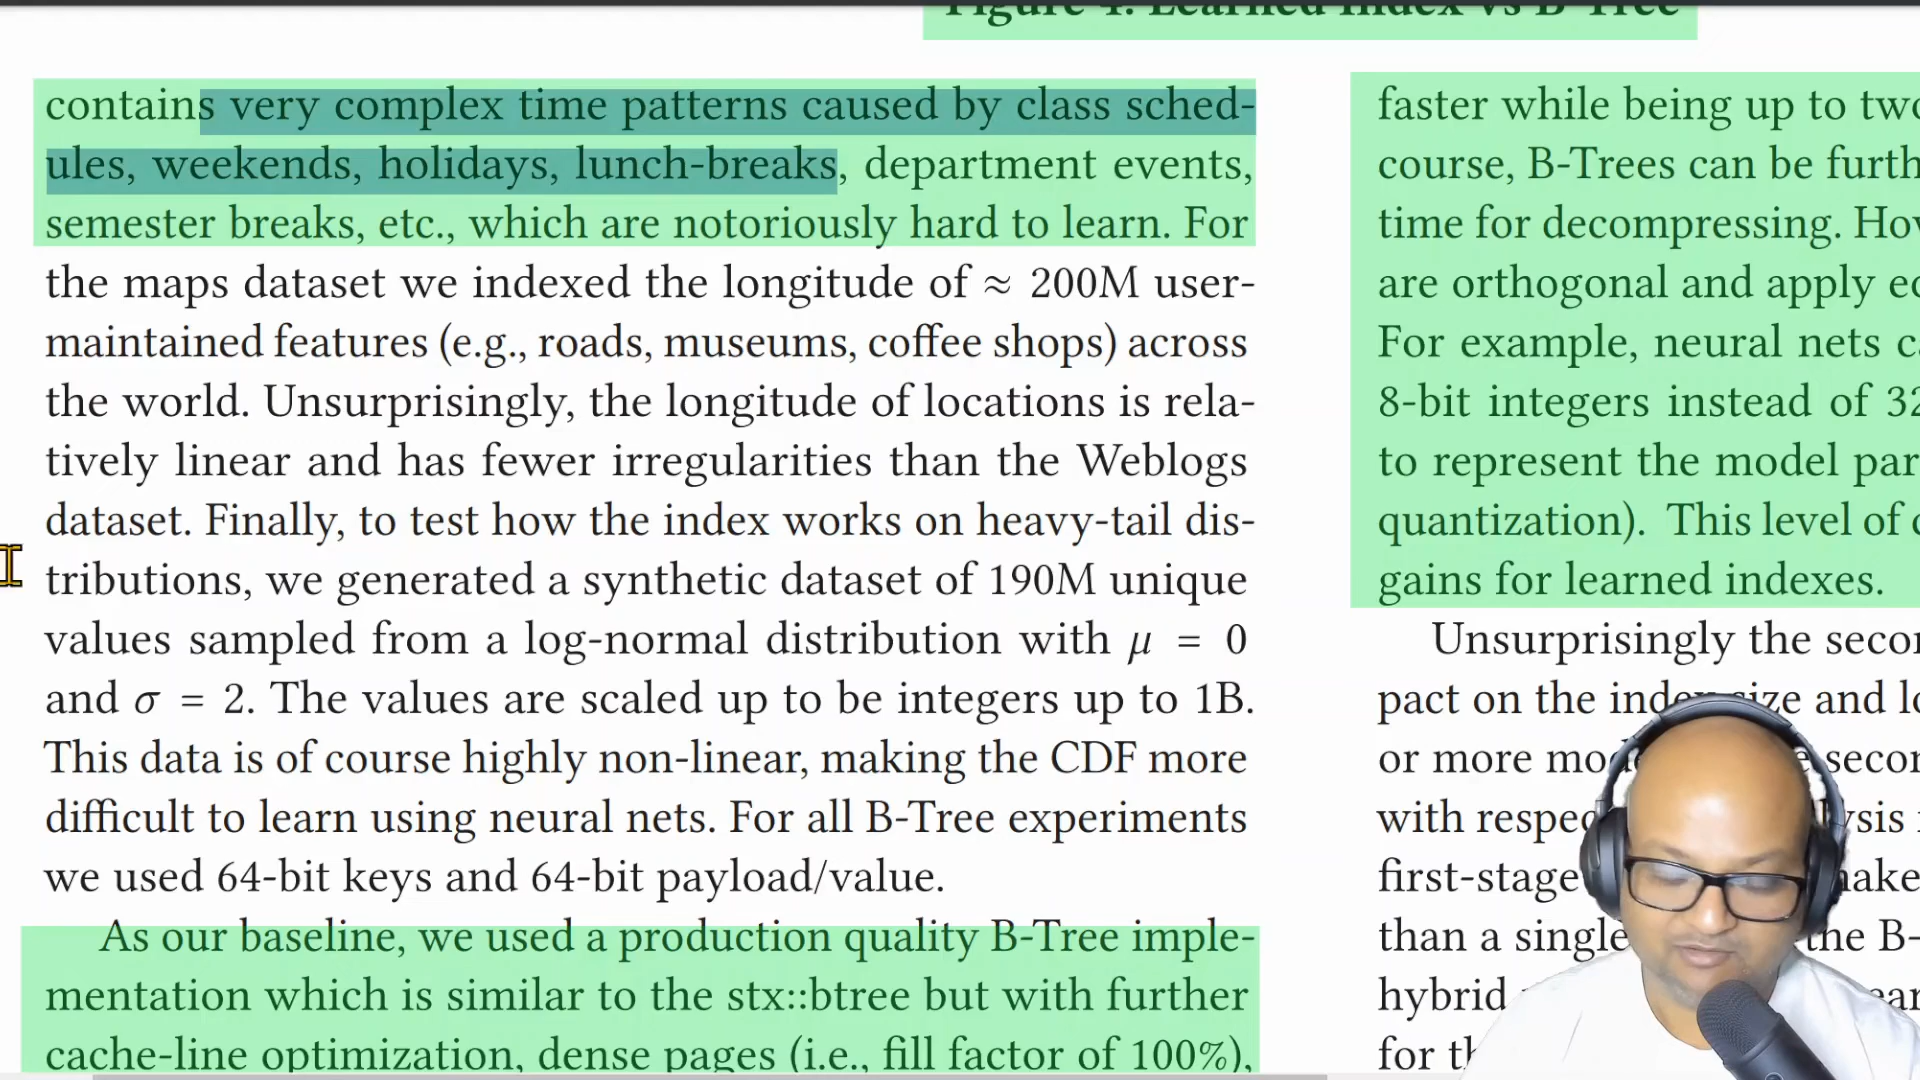 Figure 4: Learned Index vs B-Tree
contains very complex time patterns caused by class sched-
ules, weekends, holidays, lunch-breaks, department events,
semester breaks, etc., which are notoriously hard to learn. For
the maps dataset we indexed the longitude of ≈ 200M user-
maintained features (e.g., roads, museums, coffee shops) across
the world. Unsurprisingly, the longitude of locations is rela-
tively linear and has fewer irregularities than the Weblogs
dataset. Finally, to test how the index works on heavy-tail dis-
tributions, we generated a synthetic dataset of 190M unique
values sampled from a log-normal distribution with μ = 0
and σ = 2. The values are scaled up to be integers up to 1B.
This data is of course highly non-linear, making the CDF more
difficult to learn using neural nets. For all B-Tree experiments
we used 64-bit keys and 64-bit payload/value.
As our baseline, we used a production quality B-Tree imple-
mentation which is similar to the stx::btree but with further
cache-line optimization, dense pages (i.e., fill factor of 100%),
faster while being up to
course, B-Trees can be
time for decompressing.
are orthogonal and apply
For example, neural nets
8-bit integers instead of
to represent the model
quantization). This level of
gains for learned indexes.
Unsurprisingly the
pact on the index size and
or more
with
first-stage
than a single the
hybrid
for